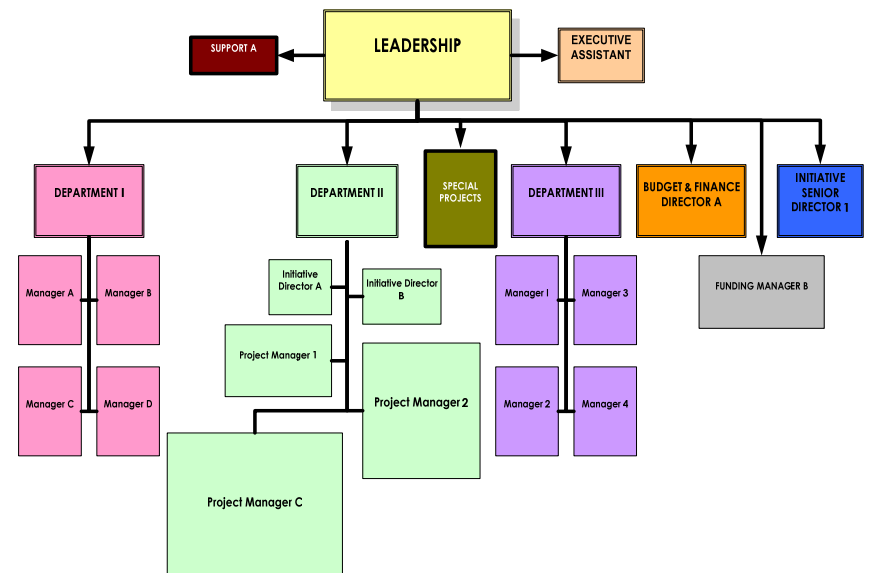 SUPPORT A
LEADERSHIP
EXECUTIVE
ASSISTANT
DEPARTMENT I
DEPARTMENT II
SPECIAL
PROJECTS
DEPARTMENT III
BUDGET & FINANCE
DIRECTOR A
INITIATIVE
SENIOR
DIRECTOR 1
Manager A
Manager B
Initiative
Director A
Initiative Director
B
Manager I
Manager 3
FUNDING MANAGER B
Project Manager 1
Manager C
Manager D
Project Manager 2
Manager 2
Manager 4
Project Manager C